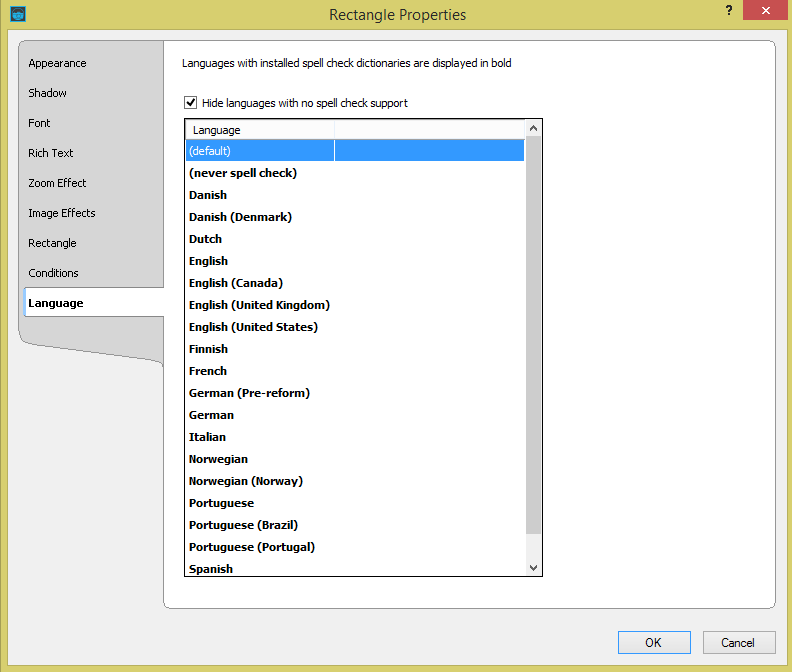 Rectangle Properties
?
Appearance
Shadow
Font
Rich Text
Zoom Effect
Image Effects
Rectangle
Conditions
Language
Languages with installed spell check dictionaries are displayed in bold
Hide languages with no spell check support
Language
(default)
(never spell check)
Danish
Danish (Denmark)
Dutch
English
English (Canada)
English (United Kingdom)
English (United States)
Finnish
French
German (Pre-reform)
German
Italian
Norwegian
Norwegian (Norway)
Portuguese
Portuguese (Brazil)
Portuguese (Portugal)
Spanish
OK Cancel